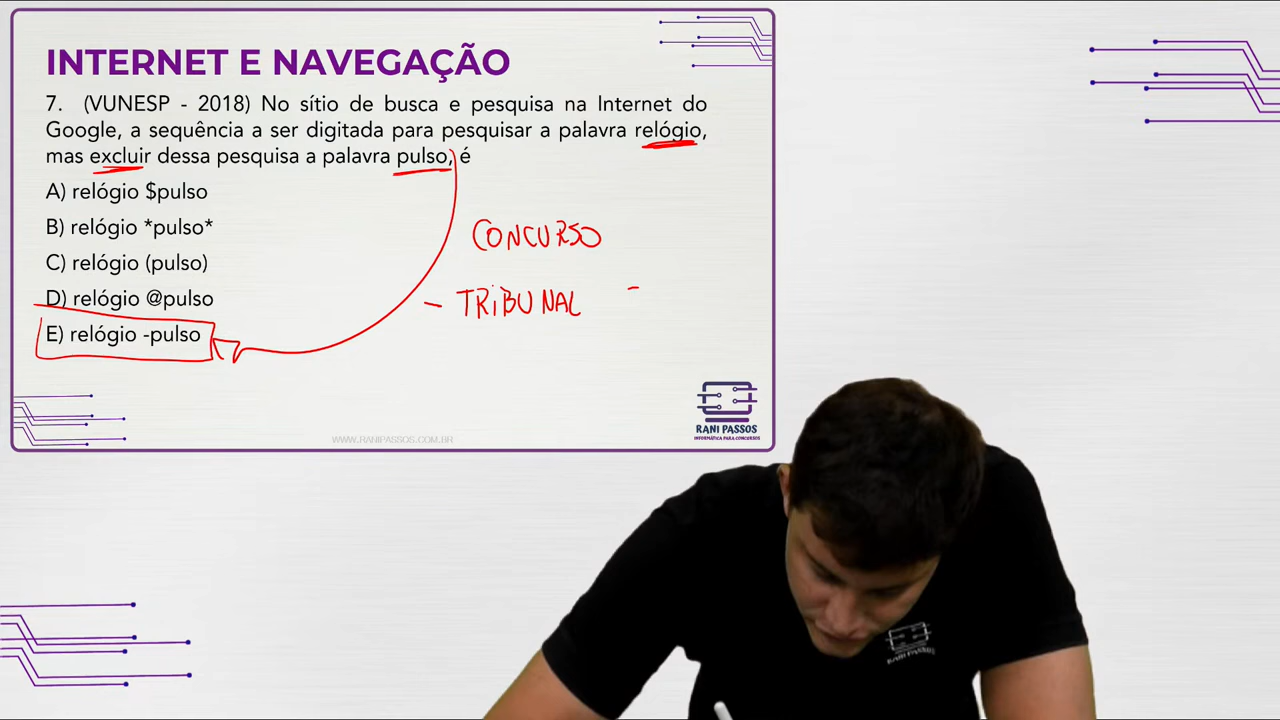 INTERNET E NAVEGAÇÃO
7. (VUNESP - 2018) No sítio de busca e pesquisa na Internet do
Google, a sequência a ser digitada para pesquisar a palavra relógio,
mas excluir dessa pesquisa a palavra pulso, é
A) relógio $pulso
B) relógio *pulso*
C) relógio (pulso)
D) relógio @pulso
E) relógio -pulso
CONCURSO
- TRIBUNAL -
RANI PASSOS
INFORMÁTICA PARA CONCURSOS
WWW.RANIPASSOS.COM.BR
RANI PASSOS